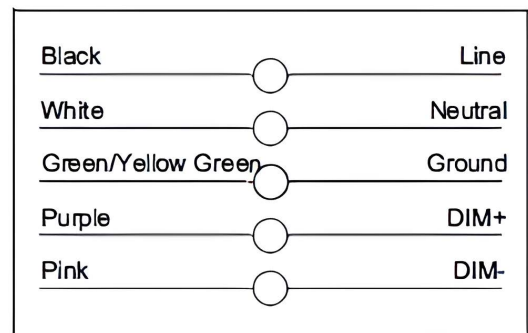 Black Line
White Neutral
Green/Yellow Green Ground
Purple DIM+
Pink DIM-